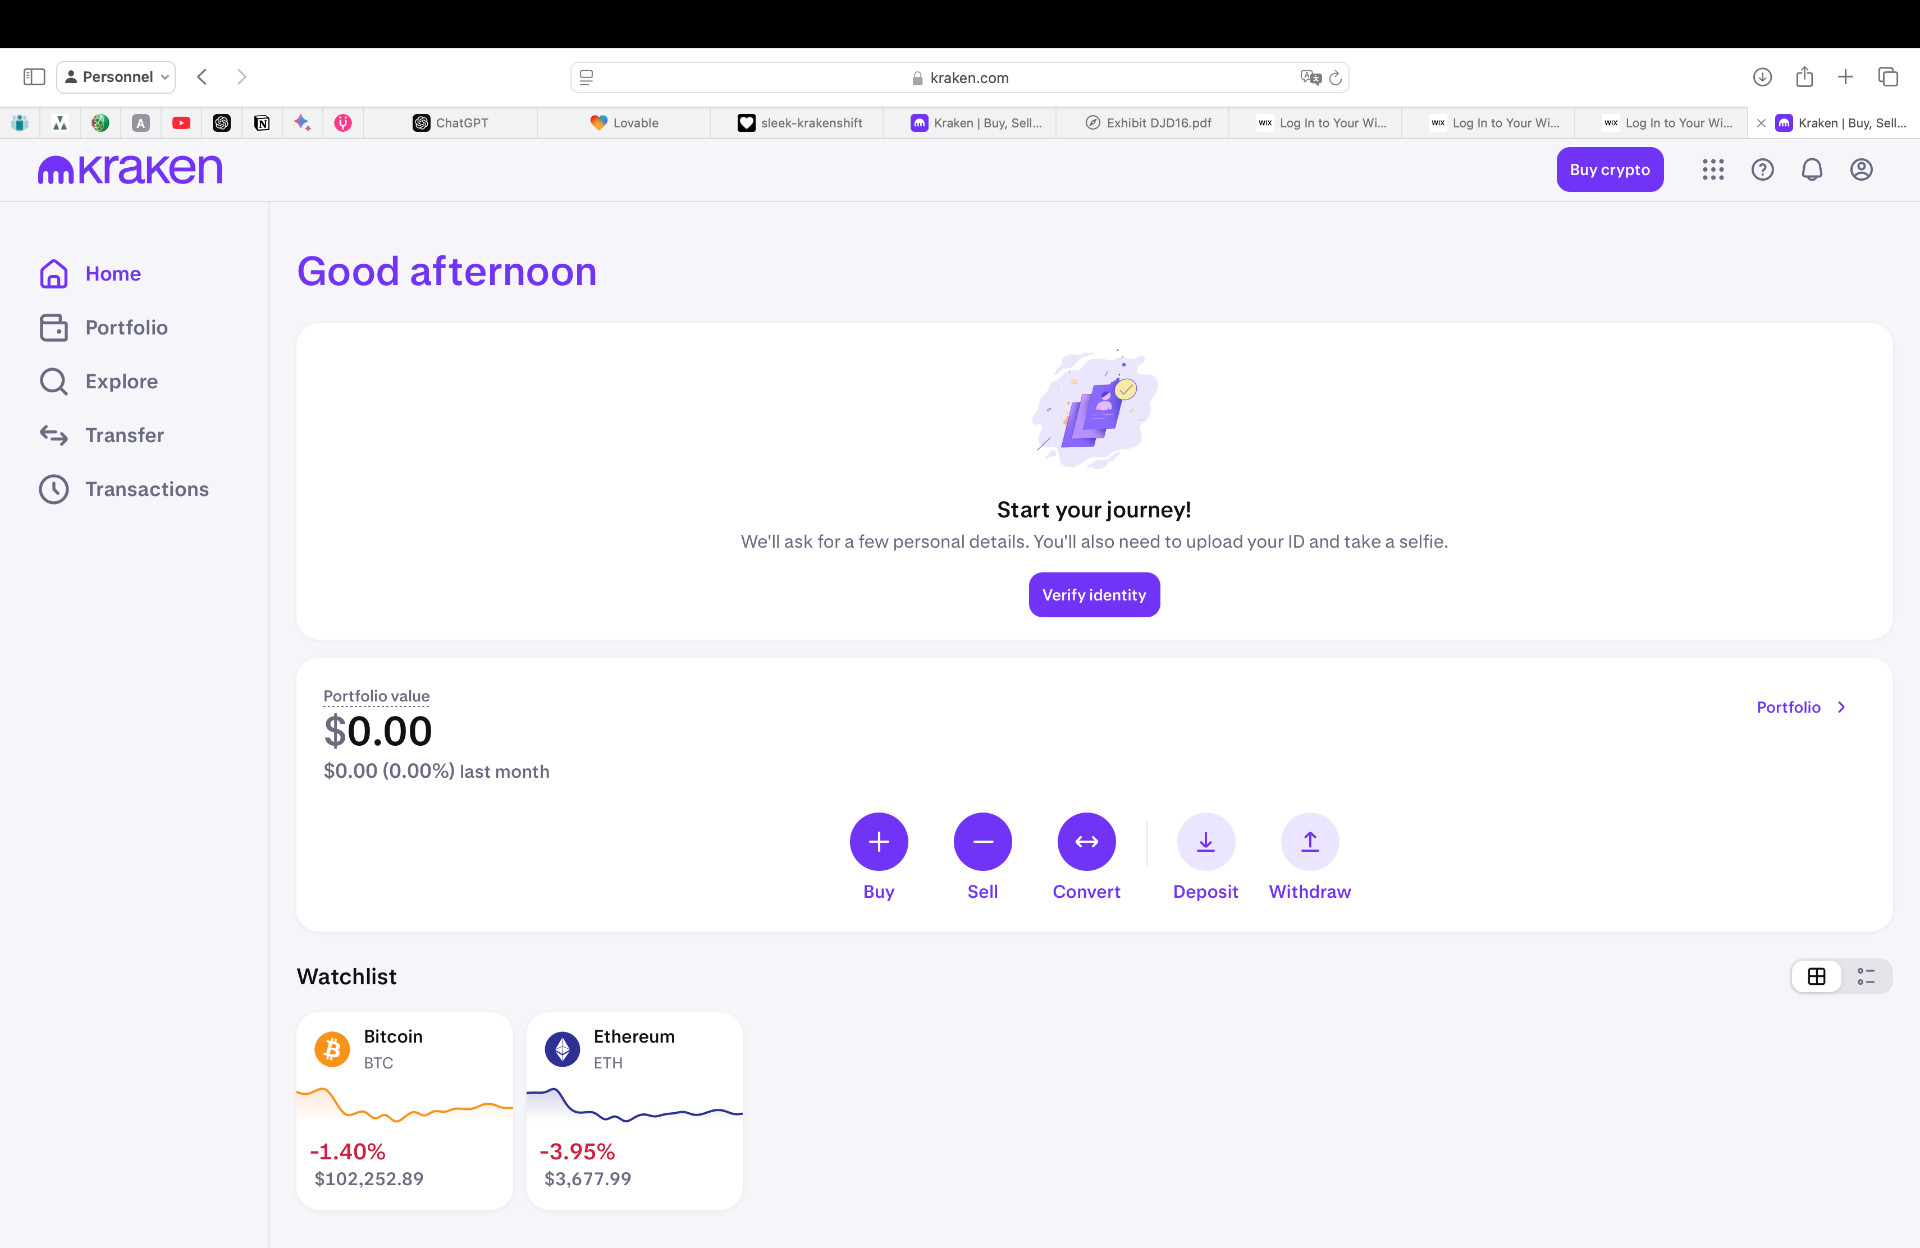 Personnel
kraken.com
A
ChatGPT
Lovable
sleek-krakenshift
Kraken | Buy, Sell...
Exhibit DJD16.pdf
WIX Log In to Your Wi...
WIX Log In to Your Wi...
WIX Log In to Your Wi...
Kraken | Buy, Sell...
kraken
Buy crypto
Home
Portfolio
Explore
Transfer
Transactions
Good afternoon
Start your journey!
We'll ask for a few personal details. You'll also need to upload your ID and take a selfie.
Verify identity
Portfolio value
Portfolio
$0.00
$0.00 (0.00%) last month
Buy
Sell
Convert
Deposit
Withdraw
Watchlist
Bitcoin
BTC
-1.40%
$102,252.89
Ethereum
ETH
-3.95%
$3,677.99